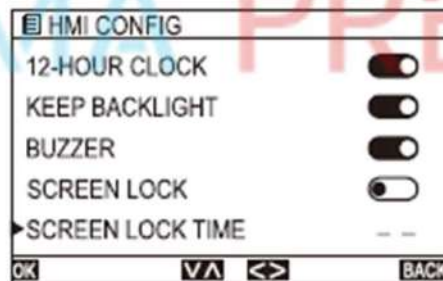 HMI CONFIG
12-HOUR CLOCK
KEEP BACKLIGHT
BUZZER
SCREEN LOCK
SCREEN LOCK TIME – –
OK BACK